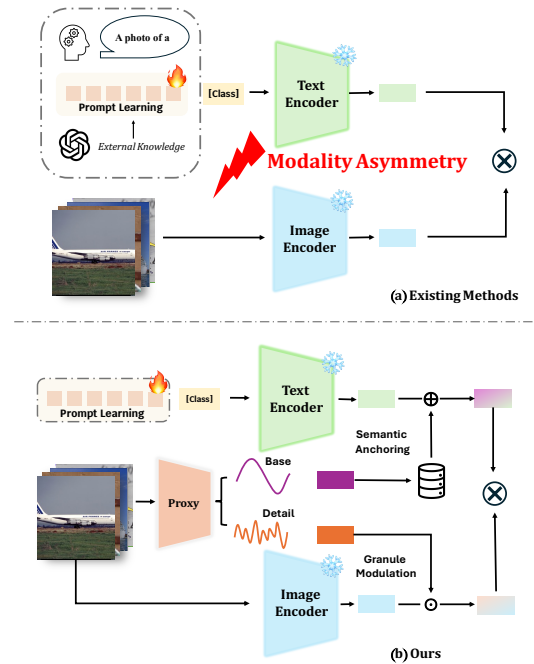 A photo of a
Prompt Learning
[Class]
External Knowledge
Text
Encoder
Modality Asymmetry
Image
Encoder
(a) Existing Methods
Prompt Learning
[Class]
Text
Encoder
Semantic
Anchoring
Base
Proxy
Detail
Granule
Modulation
Image
Encoder
(b) Ours